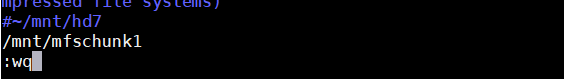 mpressed file systems)
#~/mnt/hd7
/mnt/mfschunk1
:wq